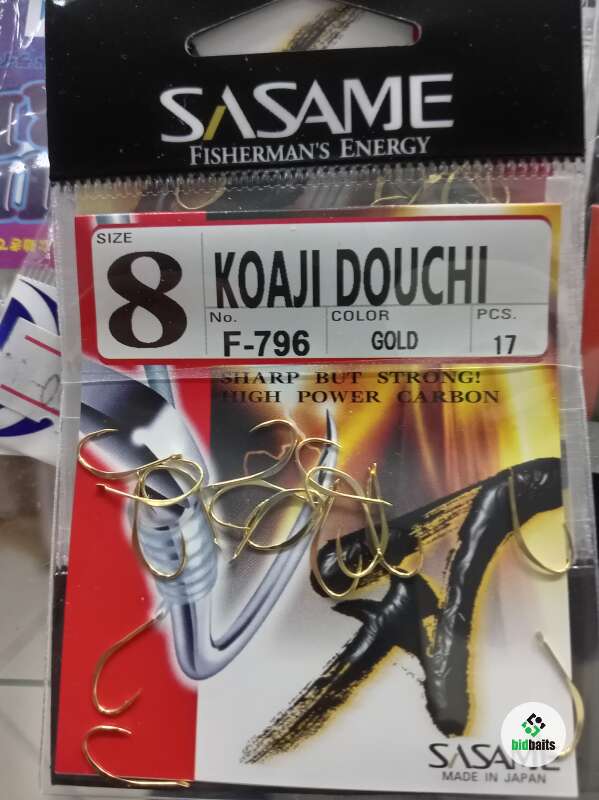 SASAME
FISHERMAN'S ENERGY
SIZE
8
KOAJI DOUCHI
No.
F-796
COLOR
GOLD
PCS.
17
SHARP BUT STRONG!
HIGH POWER CARBON
bidbaits
SASAME
MADE IN JAPAN